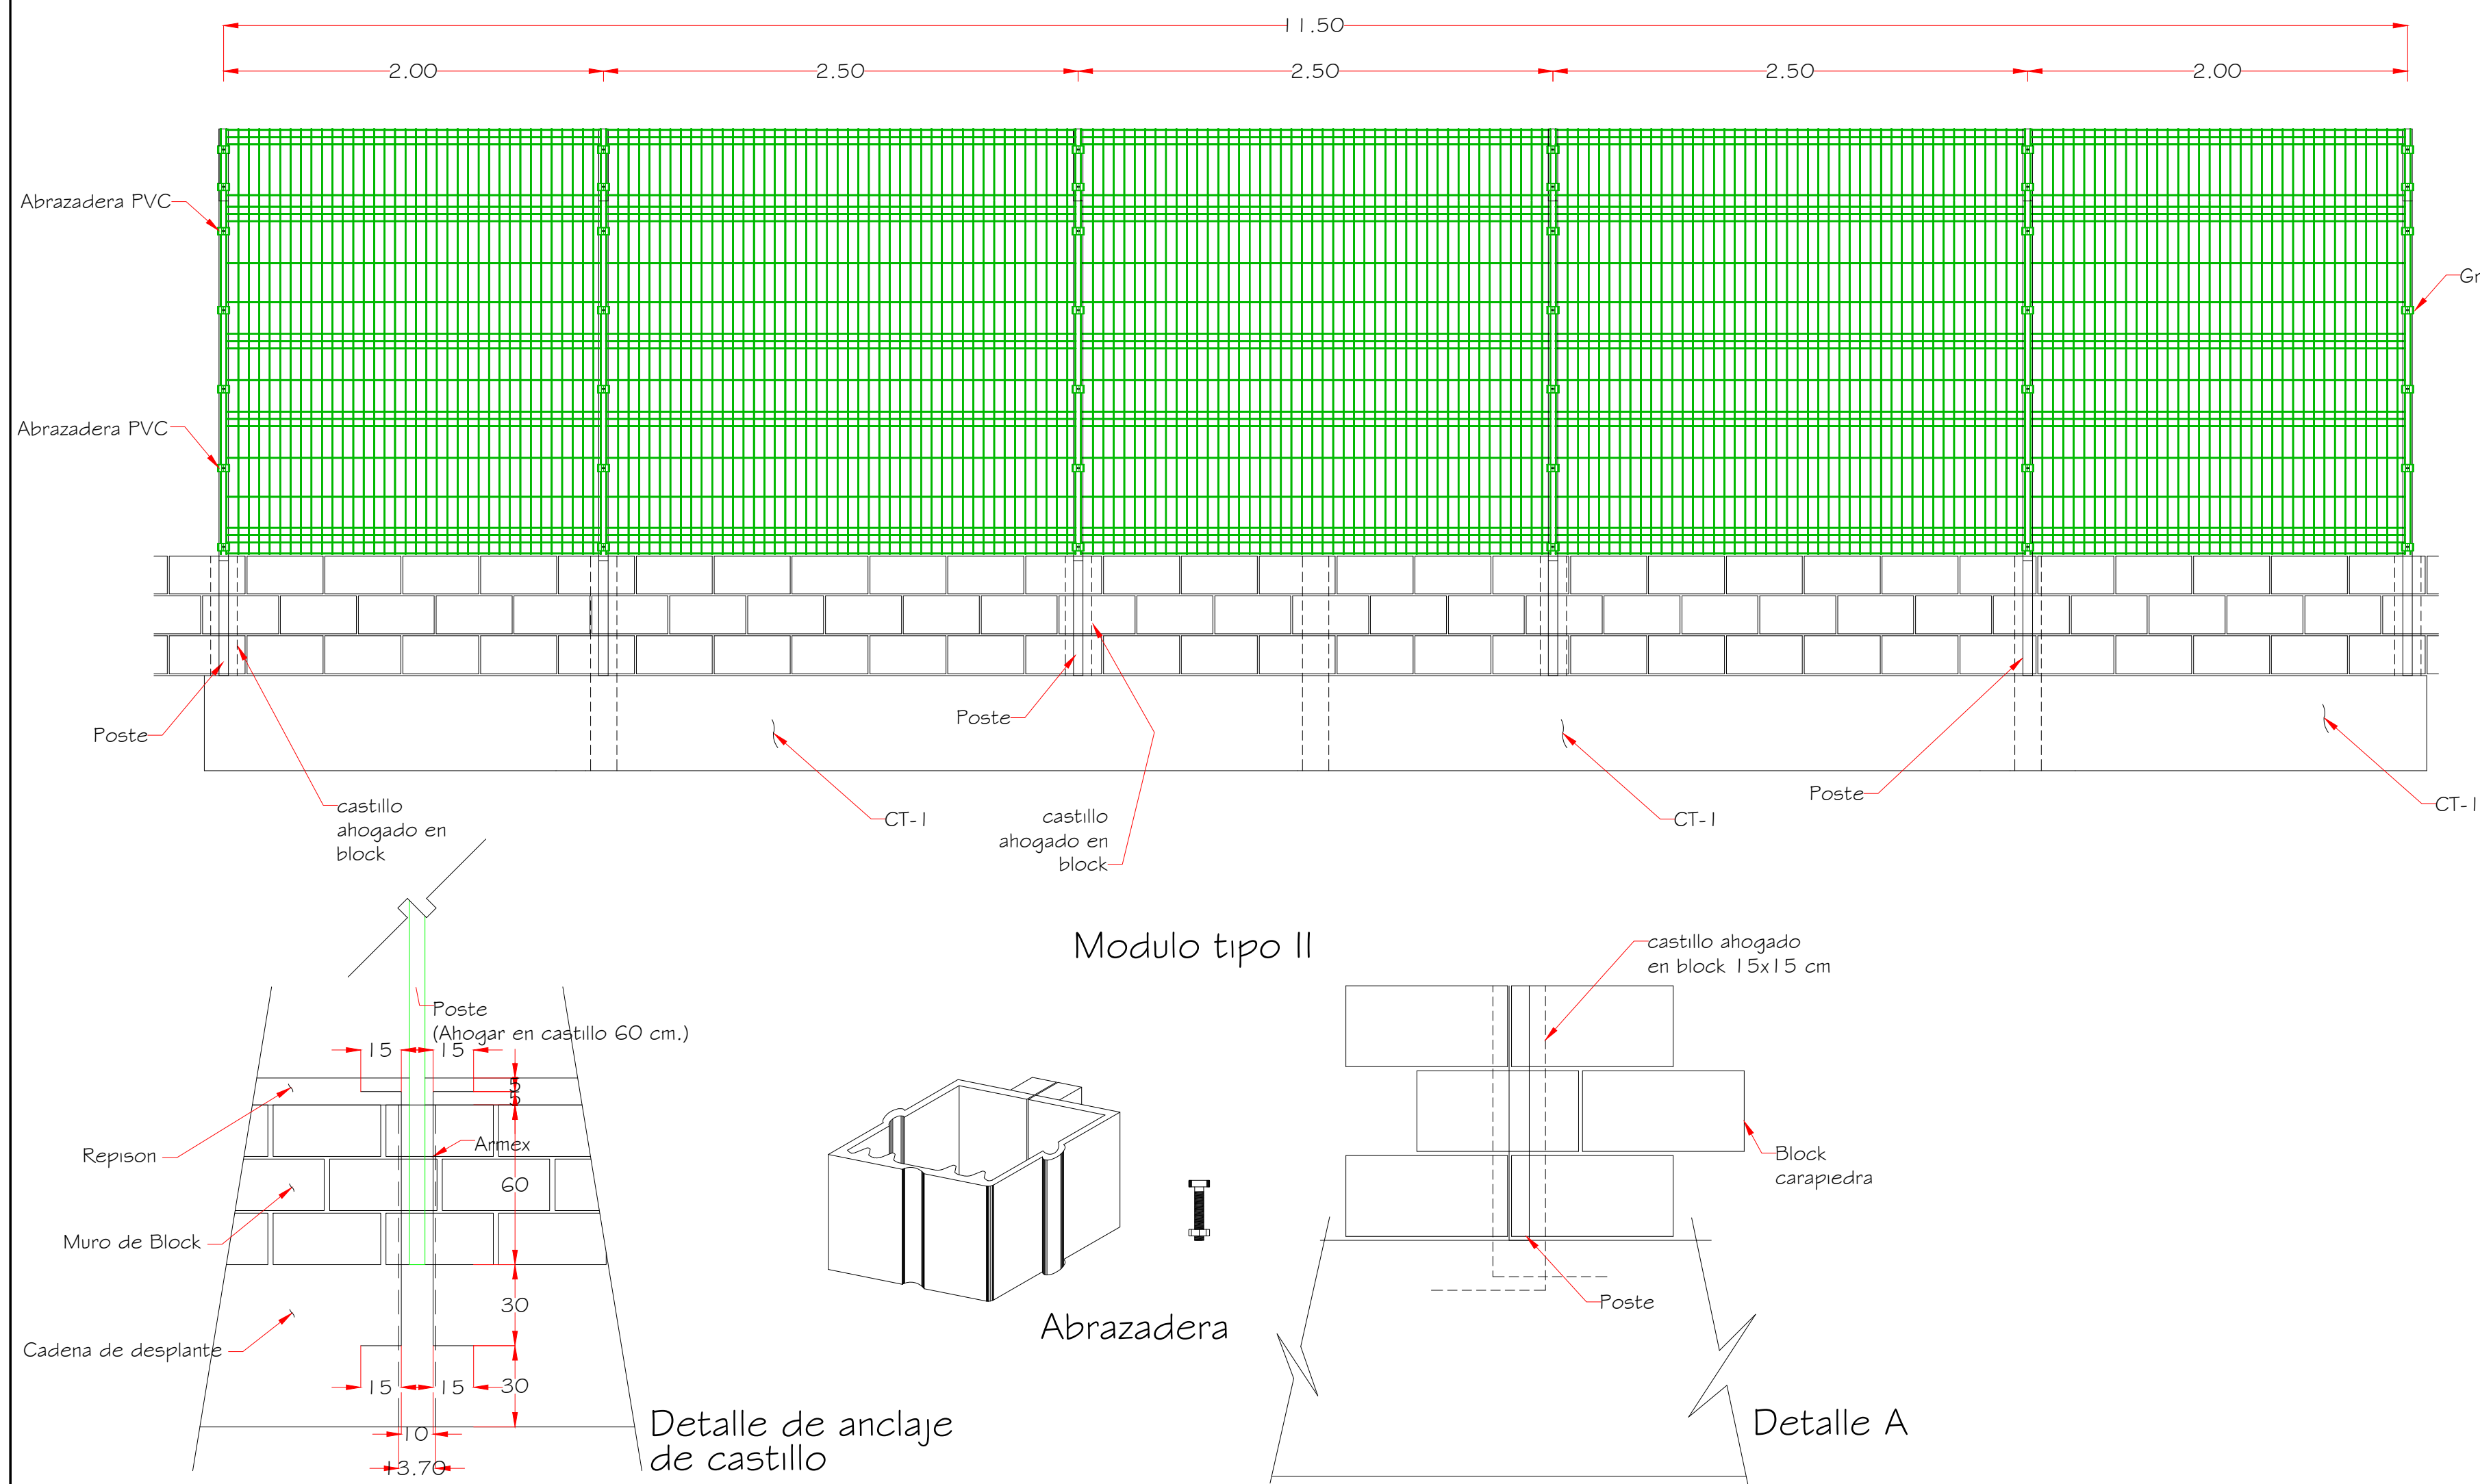 11.50
2.00
2.50
2.50
2.50
2.00
Abrazadera PVC
Gr
Abrazadera PVC
Poste
castillo
ahogado en
block
CT-1
Poste
castillo
ahogado en
block
CT-1
Poste
CT-1
Modulo tipo II
Poste
(Ahogar en castillo 60 cm.)
15
15
5
5
Repison
Armex
60
Muro de Block
30
Cadena de desplante
15
15
30
10
13.70
Detalle de anclaje
de castillo
Abrazadera
castillo ahogado
en block 15x15 cm
Block
carapiedra
Poste
Detalle A